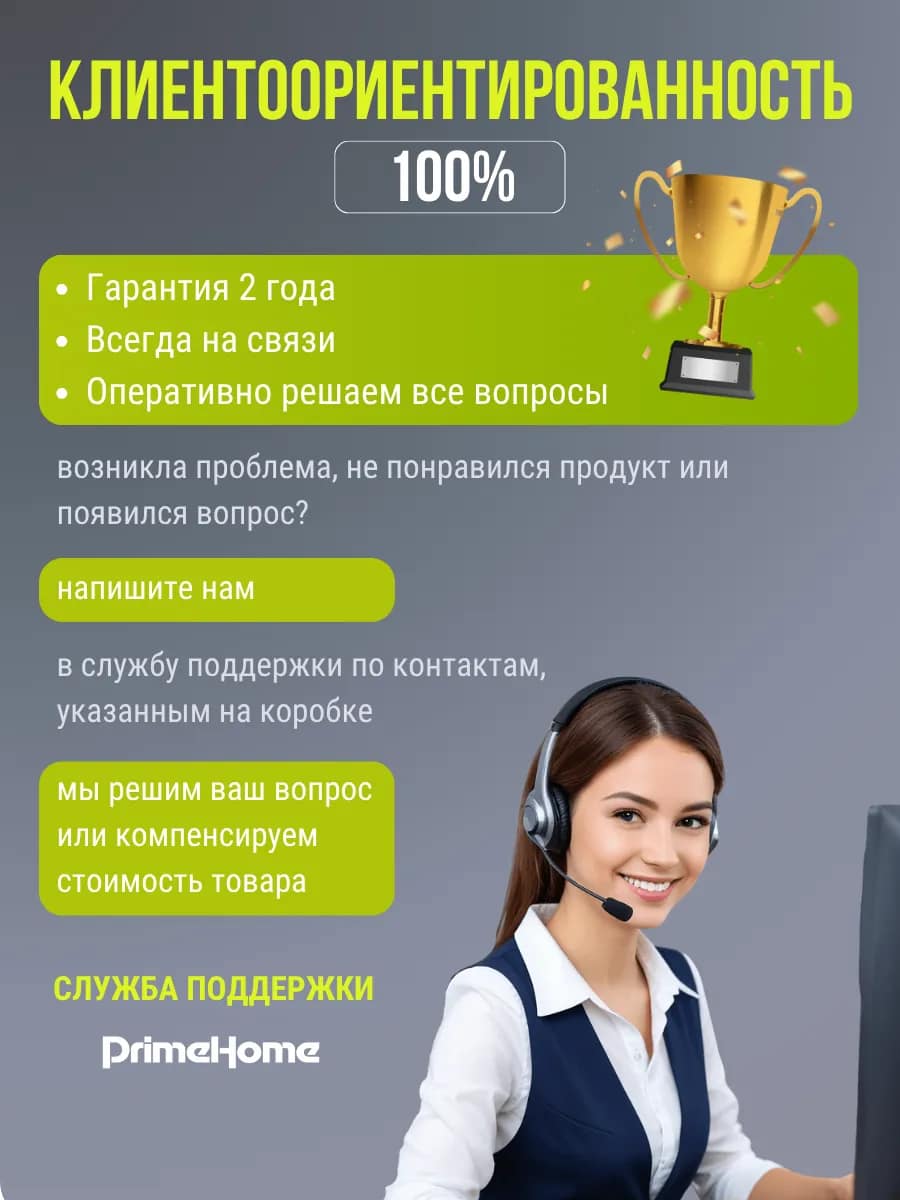 КЛИЕНТООРИЕНТИРОВАННОСТЬ
100%
• Гарантия 2 года
• Всегда на связи
• Оперативно решаем все вопросы
возникла проблема, не понравился продукт или
появился вопрос?
напишите нам
в службу поддержки по контактам,
указанным на коробке
мы решим ваш вопрос
или компенсируем
стоимость товара
СЛУЖБА ПОДДЕРЖКИ
PrimeHome